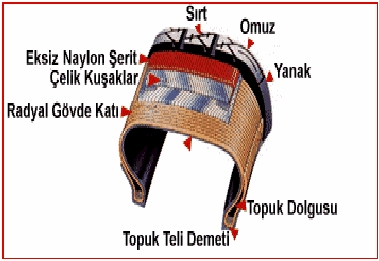 Sırt
Omuz
Eksiz Naylon Şerit
Çelik Kuşaklar
Yanak
Radyal Gövde Katı
Topuk Dolgusu
Topuk Teli Demeti